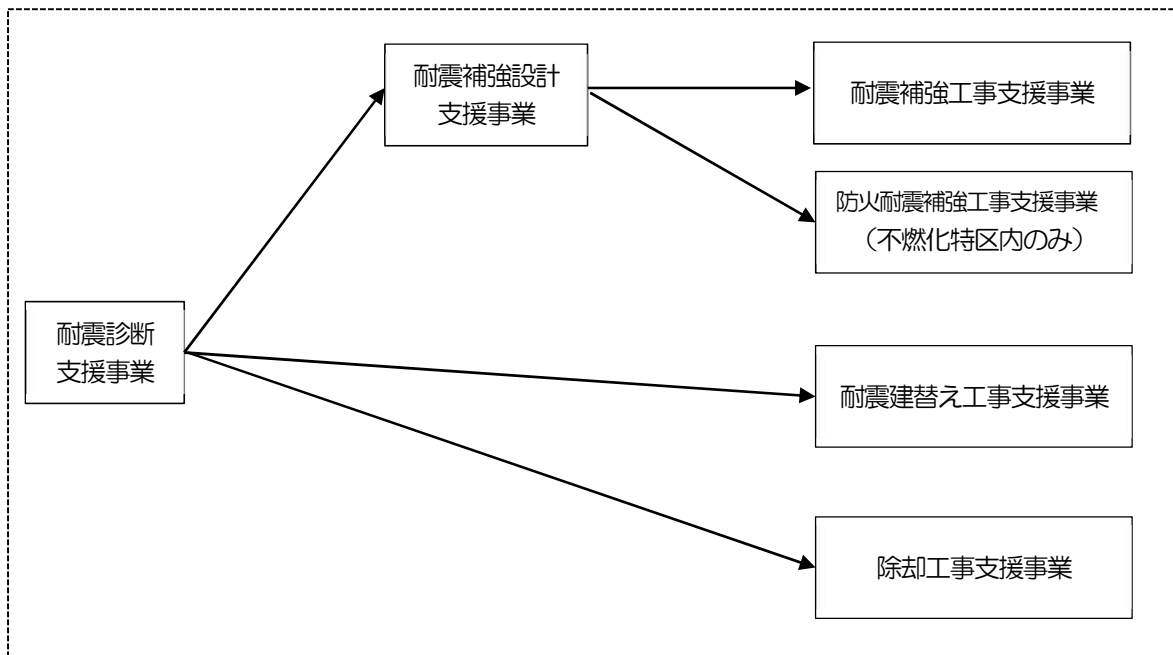 耐震補強設計
支援事業
耐震補強工事支援事業
防火耐震補強工事支援事業
（不燃化特区内のみ）
耐震診断
支援事業
耐震建替え工事支援事業
除却工事支援事業